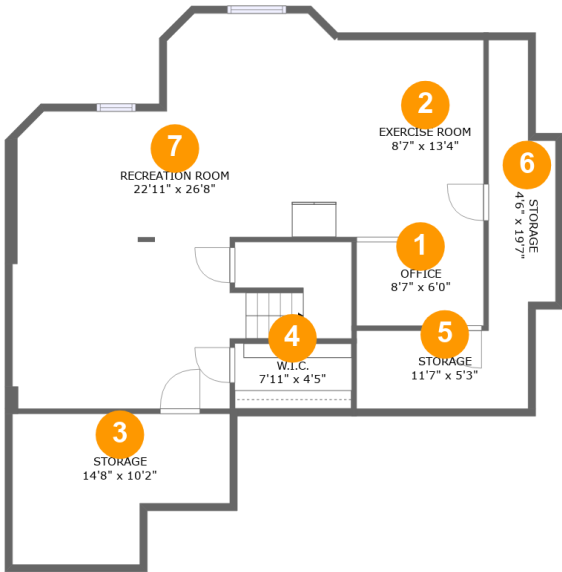 2
EXERCISE ROOM
8'7" x 13'4"
7
RECREATION ROOM
22'11" x 26'8"
6
STORAGE
4'6" x 19'7"
1
OFFICE
8'7" x 6'0"
5
STORAGE
11'7" x 5'3"
4
W.I.C.
7'11" x 4'5"
3
STORAGE
14'8" x 10'2"